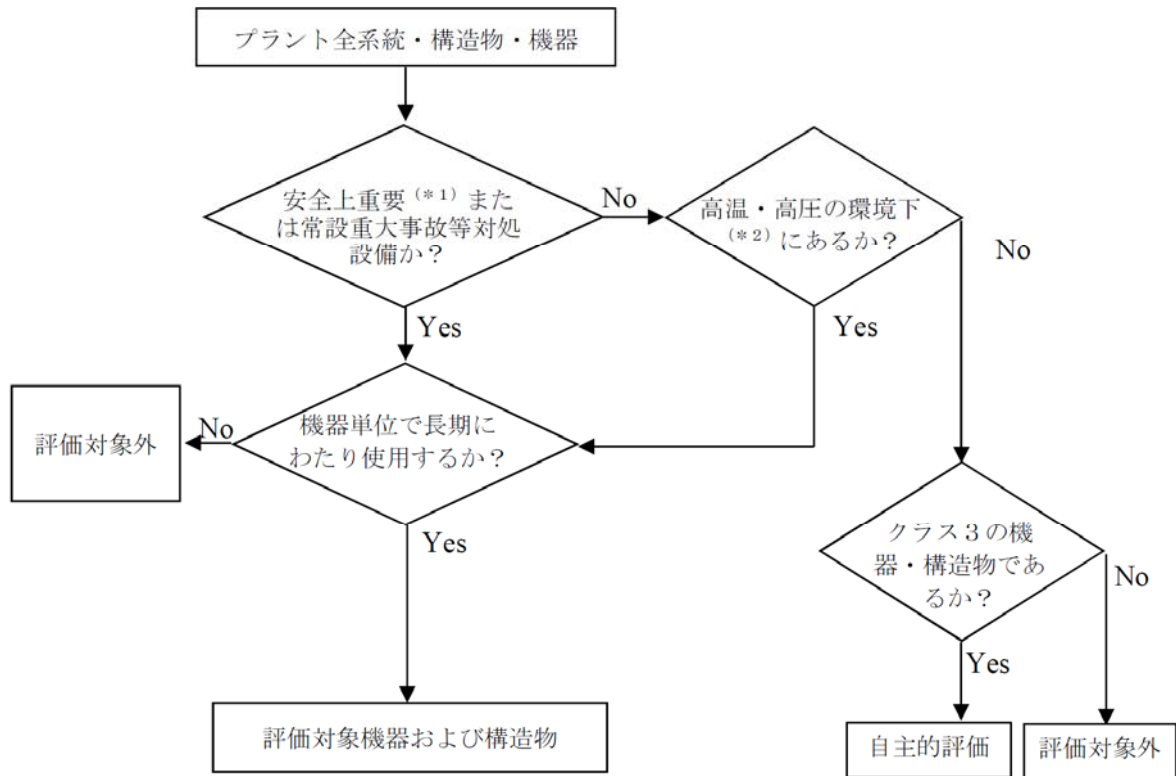 プラント全系統・構造物・機器
安全上重要(*1)また
は常設重大事故等対処
設備か？
No
高温・高圧の環境下
(*2)にあるか？
No
Yes
Yes
機器単位で長期に
わたり使用するか？
No
評価対象外
Yes
クラス３の機
器・構造物であ
るか？
No
Yes
評価対象機器および構造物
自主的評価
評価対象外